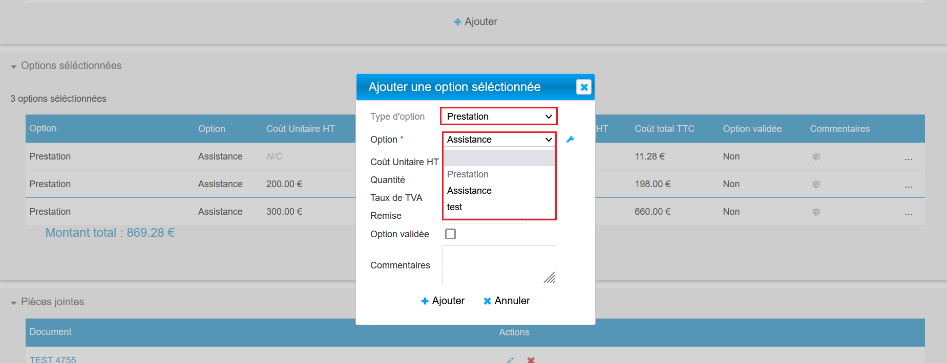 Ajouter
Options séléctionnées
3 options séléctionnées
Option Option Coût Unitaire HT HT Coût total TTC Option validée Commentaires
Prestation Assistance N/C 11.28 € Non ...
Prestation Assistance 200.00 € 198.00 € Non ...
Prestation Assistance 300.00 € 660.00 € Non ...
Montant total : 869.28 €
Ajouter une option séléctionnée
Type d'option Prestation
Option * Assistance
Prestation
Assistance
test
Coût Unitaire HT
Quantité
Taux de TVA
Remise
Option validée
Commentaires
Ajouter Annuler
Pièces jointes
Document Actions
TEST 4755